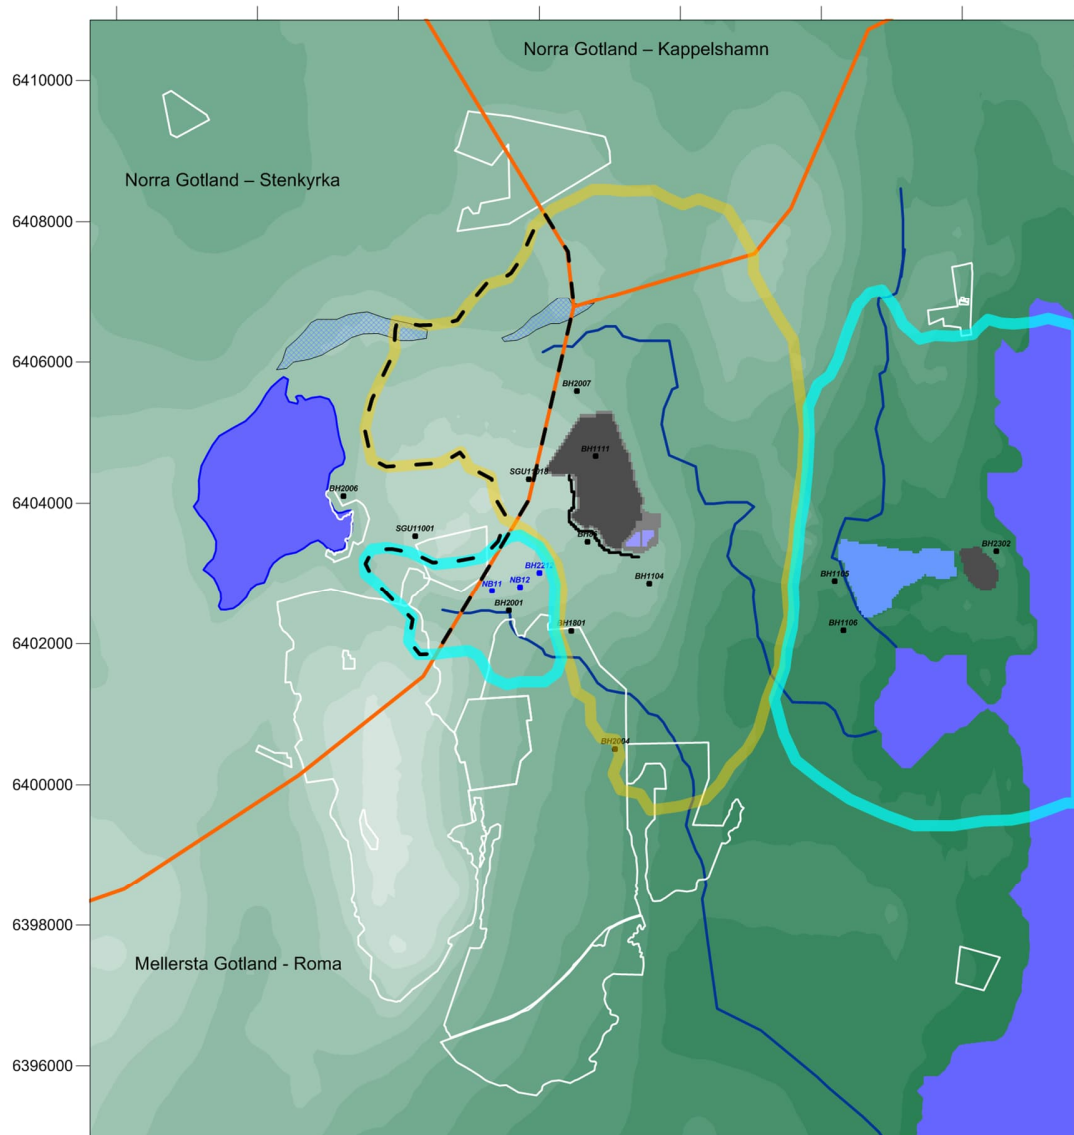 Norra Gotland – Kappelshamn
6410000
Norra Gotland – Stenkyrka
6408000
6406000
BH2007
BH1111
SGU11018
BH2006
6404000
SGU11001
BH2302
BH2212
NB11
NB12
BH1104
BH1105
BH2001
BH1801
BH1106
6402000
BH2004
6400000
6398000
Mellersta Gotland - Roma
6396000